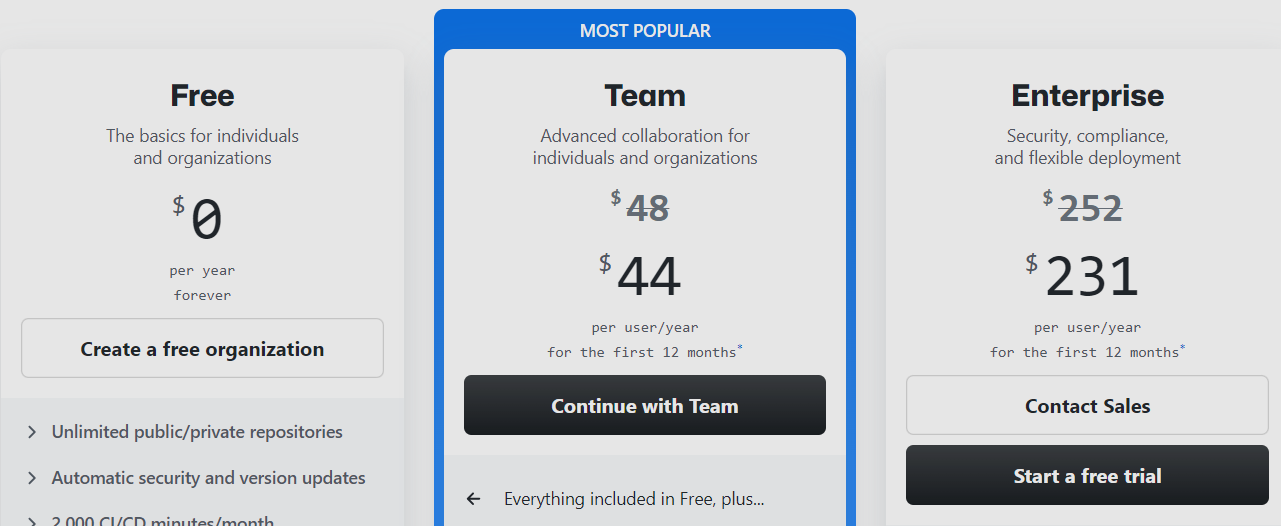 MOST POPULAR
Free
The basics for individuals
and organizations
$0
per year
forever
Create a free organization
Unlimited public/private repositories
Automatic security and version updates
2,000 CI/CD minutes/month
Team
Advanced collaboration for
individuals and organizations
$48
$44
per user/year
for the first 12 months*
Continue with Team
Everything included in Free, plus...
Enterprise
Security, compliance,
and flexible deployment
$252
$231
per user/year
for the first 12 months*
Contact Sales
Start a free trial